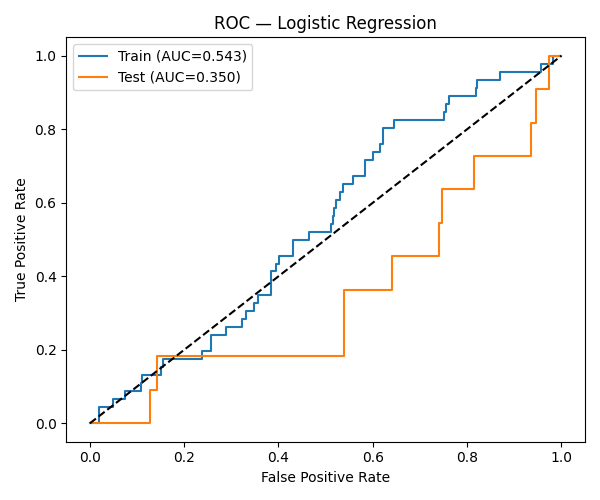 ROC — Logistic Regression
Train (AUC=0.543)
Test (AUC=0.350)
1.0
0.8
0.6
0.4
0.2
0.0
True Positive Rate
0.0 0.2 0.4 0.6 0.8 1.0
False Positive Rate